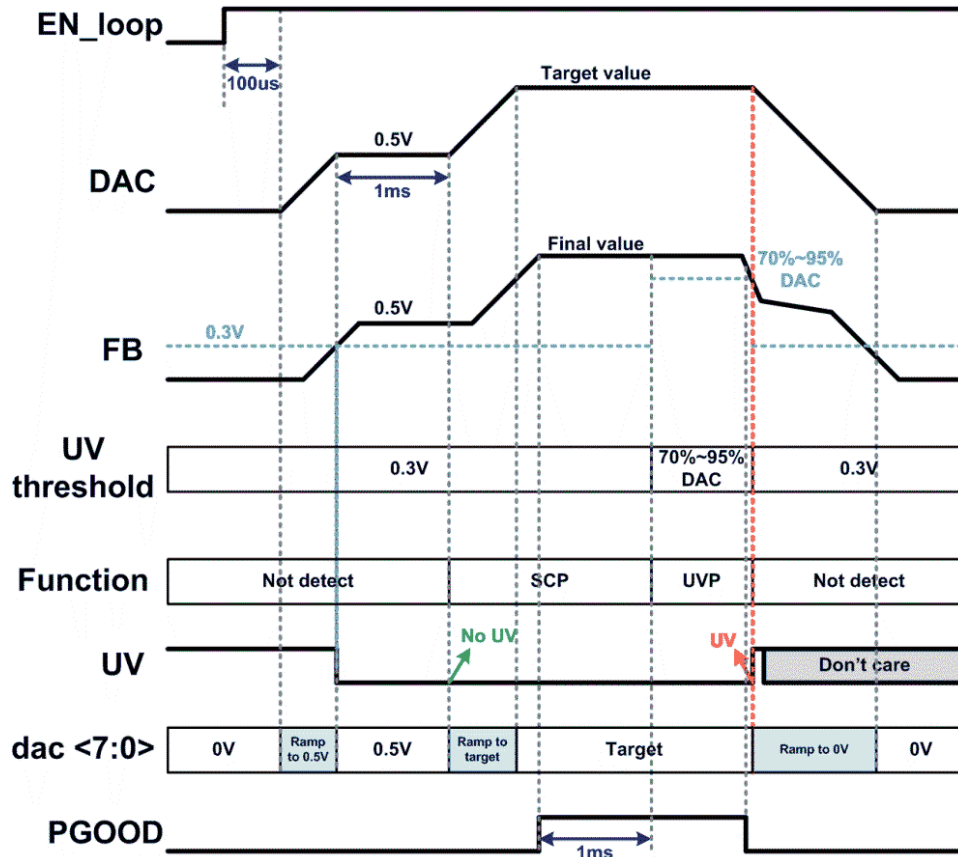 EN_loop
100us
Target value
0.5V
DAC
1ms
Final value
70%~95%
DAC
0.5V
0.3V
FB
UV
threshold
0.3V
70%~95%
DAC
0.3V
Function
Not detect
SCP
UVP
Not detect
No UV
UV
UV
Don't care
dac <7:0>
0V
Ramp
to 0.5V
0.5V
Ramp to
target
Target
Ramp to 0V
0V
PGOOD
1ms